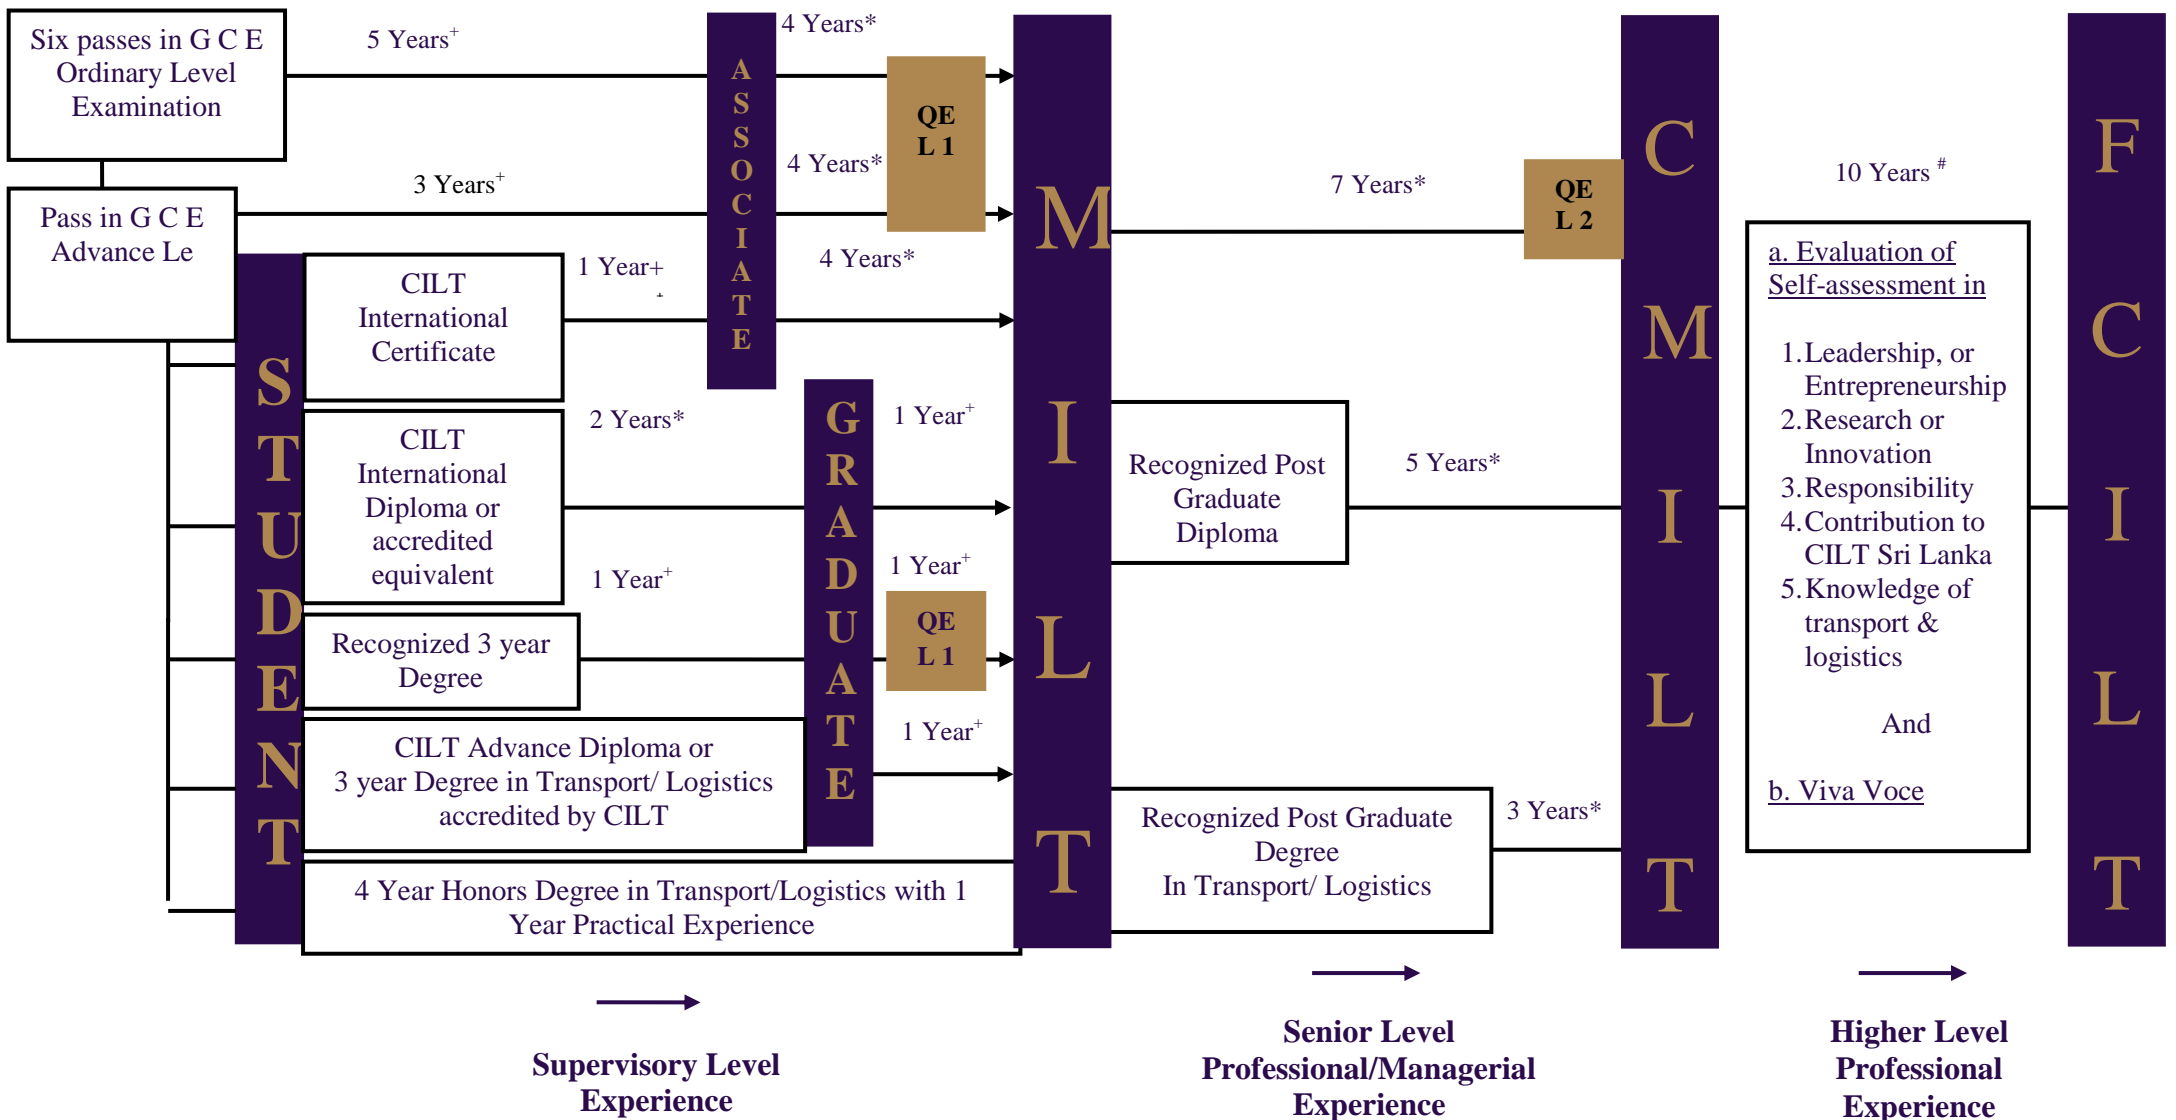 Six passes in G C E
Ordinary Level
Examination
5 Years+
4 Years*
Pass in G C E
Advance Le
3 Years+
4 Years*
ASSOCIATE
QE
L 1
STUDENT
CILT
International
Certificate
1 Year+
+
4 Years*
CILT
International
Diploma or
accredited
equivalent
2 Years*
1 Year+
GRADUATE
Recognized 3 year
Degree
1 Year+
1 Year+
QE
L 1
CILT Advance Diploma or
3 year Degree in Transport/ Logistics
accredited by CILT
1 Year+
4 Year Honors Degree in Transport/Logistics with 1
Year Practical Experience
MILT
7 Years*
QE
L 2
Recognized Post
Graduate
Diploma
5 Years*
Recognized Post Graduate
Degree
In Transport/ Logistics
3 Years*
CMILT
10 Years #
a. Evaluation of
Self-assessment in
1.Leadership, or
Entrepreneurship
2.Research or
Innovation
3.Responsibility
4.Contribution to
CILT Sri Lanka
5.Knowledge of
transport &
logistics
And
b. Viva Voce
FCILT
Supervisory Level
Experience
Senior Level
Professional/Managerial
Experience
Higher Level
Professional
Experience